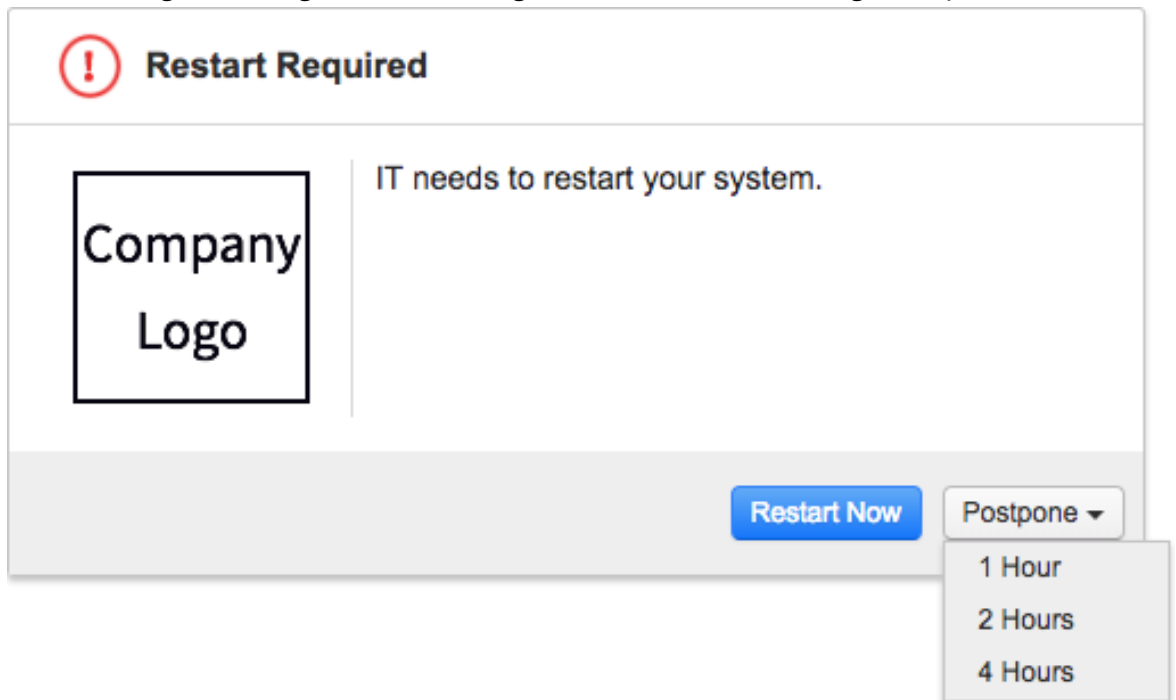 Restart Required
IT needs to restart your system.
Company
Logo
Restart Now
Postpone
1 Hour
2 Hours
4 Hours